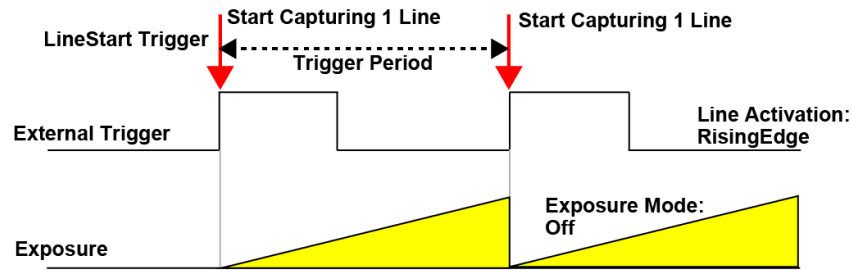 Start Capturing 1 Line
Start Capturing 1 Line
LineStart Trigger
Trigger Period
External Trigger
Line Activation:
RisingEdge
Exposure Mode:
Off
Exposure